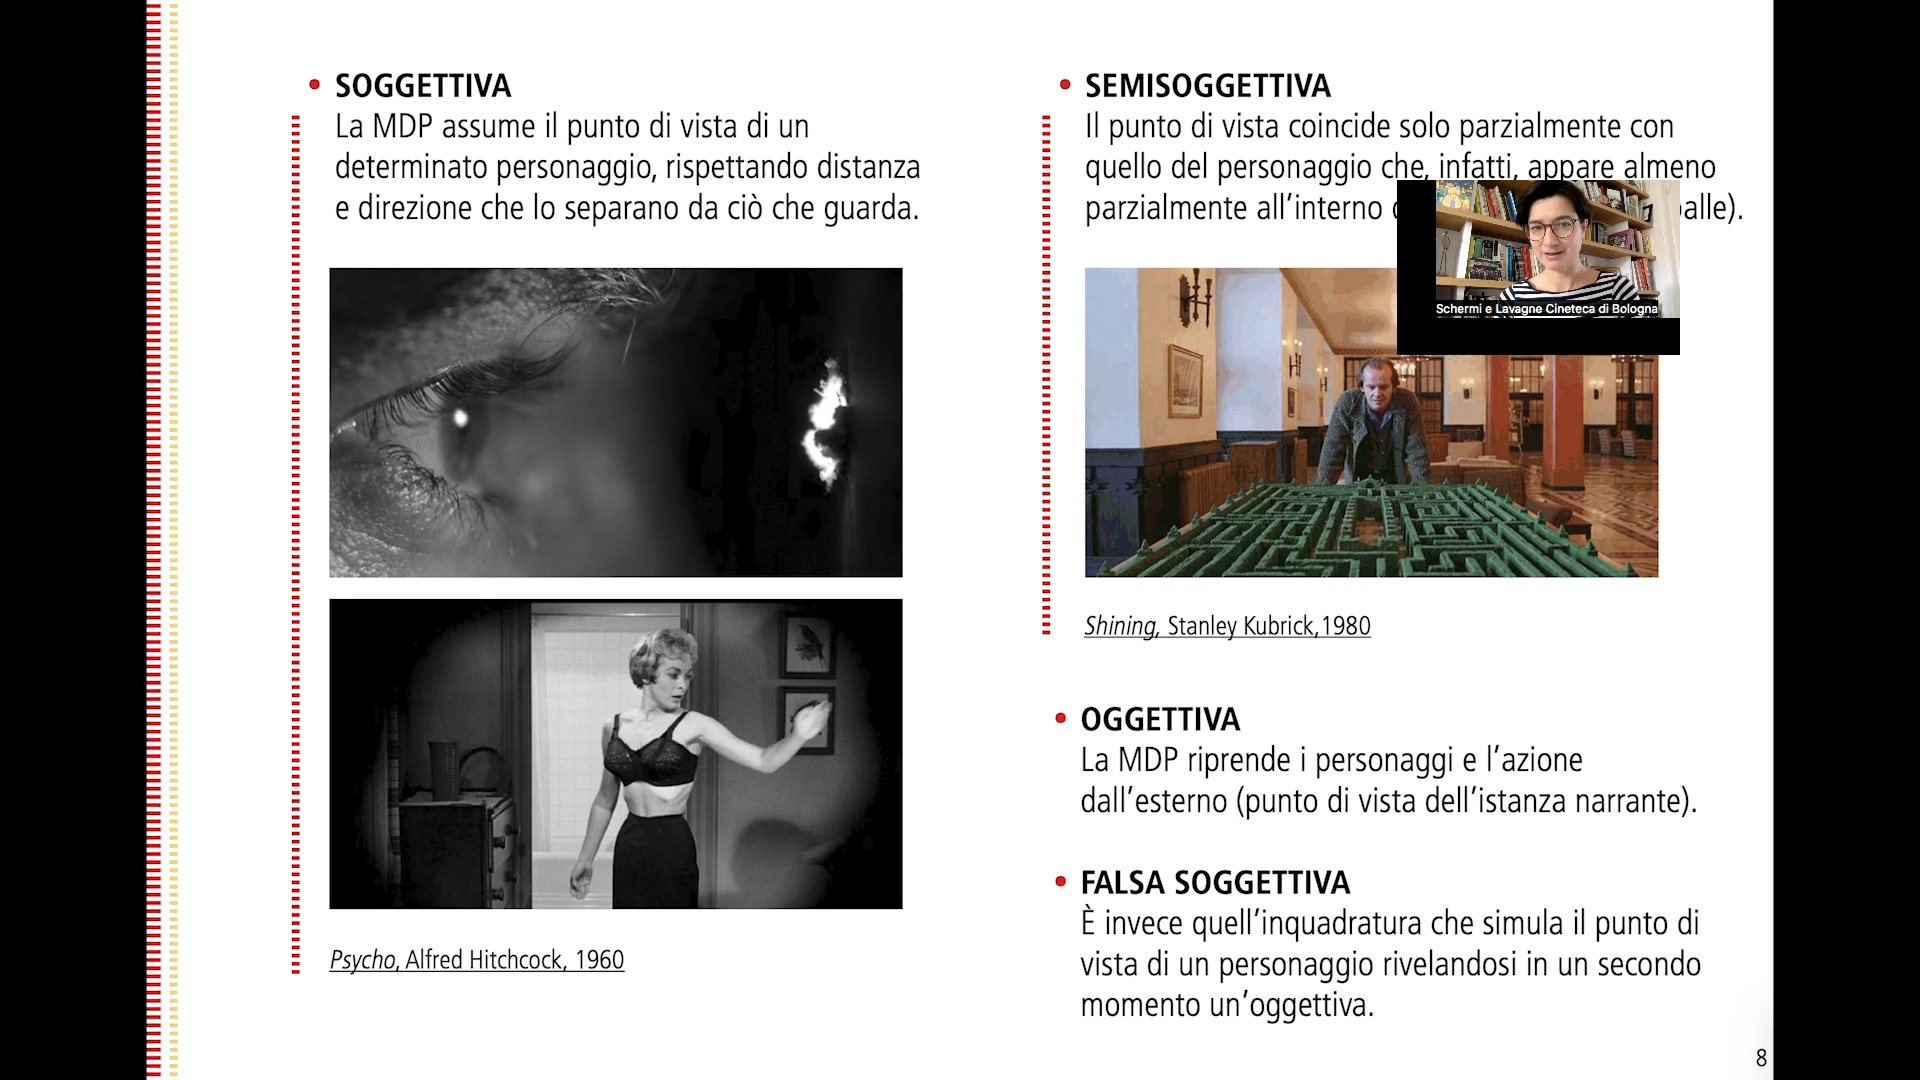 SOGGETTIVA
La MDP assume il punto di vista di un
determinato personaggio, rispettando distanza
e direzione che lo separano da ciò che guarda.
Psycho, Alfred Hitchcock, 1960
SEMISOGGETTIVA
Il punto di vista coincide solo parzialmente con
quello del personaggio che, infatti, appare almeno
parzialmente all’interno
Schermi e Lavagne Cineteca di Bologna
Shining, Stanley Kubrick,1980
OGGETTIVA
La MDP riprende i personaggi e l’azione
dall’esterno (punto di vista dell’istanza narrante).
FALSA SOGGETTIVA
È invece quell’inquadratura che simula il punto di
vista di un personaggio rivelandosi in un secondo
momento un’oggettiva.
8